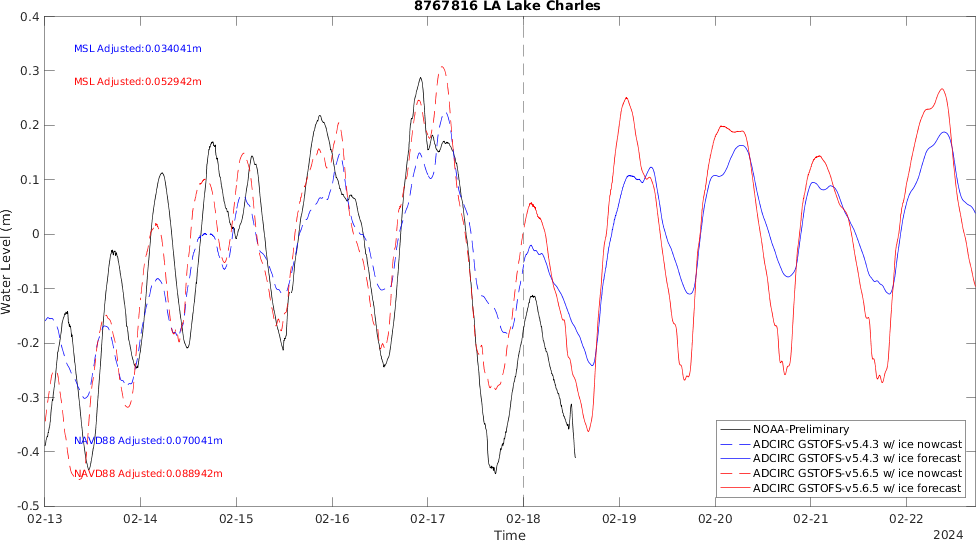 8767816 LA Lake Charles
0.4
0.3
0.2
0.1
0
-0.1
-0.2
-0.3
-0.4
-0.5
Water Level (m)
MSL Adjusted:0.034041m
MSL Adjusted:0.052942m
NAVD88 Adjusted:0.070041m
NAVD88 Adjusted:0.088942m
NOAA-Preliminary
ADCIRC GSTOFS-v5.4.3 w/ ice nowcast
ADCIRC GSTOFS-v5.4.3 w/ ice forecast
ADCIRC GSTOFS-v5.6.5 w/ ice nowcast
ADCIRC GSTOFS-v5.6.5 w/ ice forecast
02-13 02-14 02-15 02-16 02-17 02-18 02-19 02-20 02-21 02-22
Time
2024